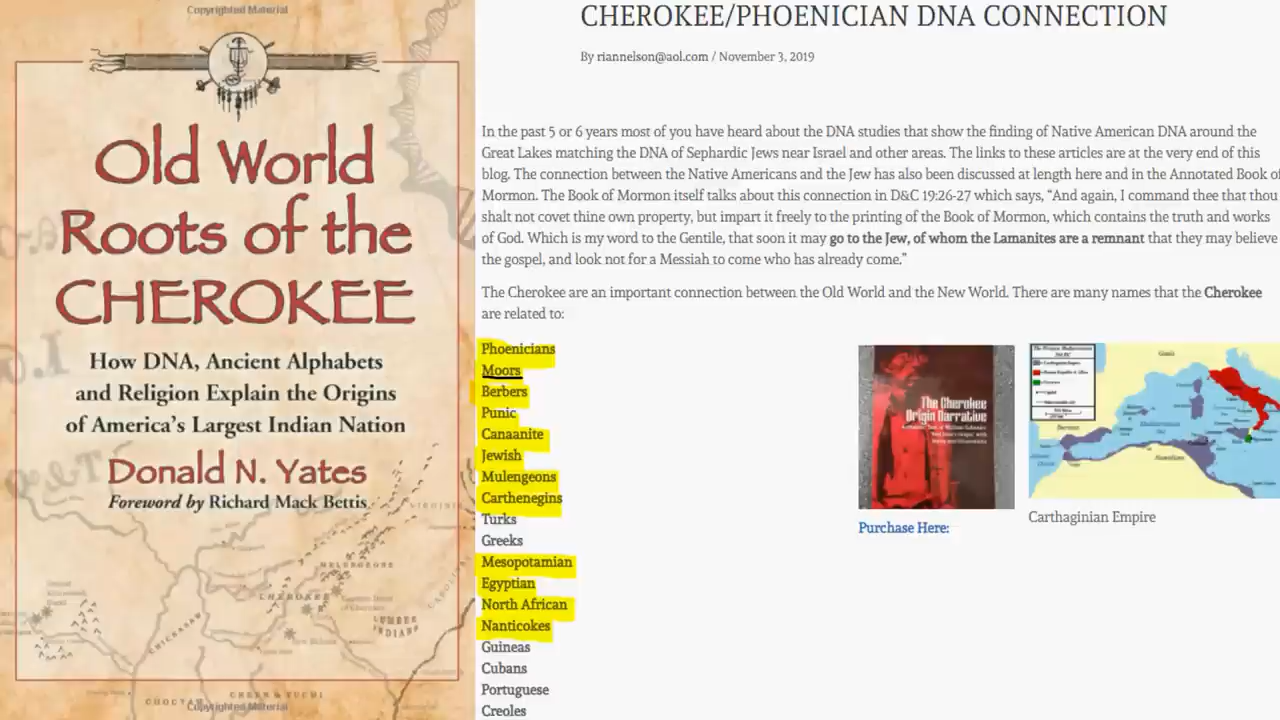 Copyrighted Material
Old World
Roots of the
CHEROKEE
How DNA, Ancient Alphabets
and Religion Explain the Origins
of America's Largest Indian Nation
Donald N. Yates
Foreword by Richard Mack Bettis
VIRGINIA
MELUNGEONS
CHEROKEE
CAROLINA
LUMBEE
INDIANS
CHICKASAW
CHOCTAW
CREEK & YUCHI
Copyrighted Material
CHEROKEE/PHOENICIAN DNA CONNECTION
By riannelson@aol.com / November 3, 2019
In the past 5 or 6 years most of you have heard about the DNA studies that show the finding of Native American DNA around the
Great Lakes matching the DNA of Sephardic Jews near Israel and other areas. The links to these articles are at the very end of this
blog. The connection between the Native Americans and the Jew has also been discussed at length here and in the Annotated Book of
Mormon. The Book of Mormon itself talks about this connection in D&C 19:26-27 which says, “And again, I command thee that thou
shalt not covet thine own property, but impart it freely to the printing of the Book of Mormon, which contains the truth and works
of God. Which is my word to the Gentile, that soon it may go to the Jew, of whom the Lamanites are a remnant that they may believe
the gospel, and look not for a Messiah to come who has already come.”
The Cherokee are an important connection between the Old World and the New World. There are many names that the Cherokee
are related to:
Phoenicians
Moors
Berbers
Punic
Canaanite
Jewish
Mulengeons
Carthenegins
Turks
Greeks
Mesopotamian
Egyptian
North African
Nanticokes
Guineas
Cubans
Portuguese
Creoles
The Cherokee
Origin Narrative
Purchase Here:
Carthaginian Empire